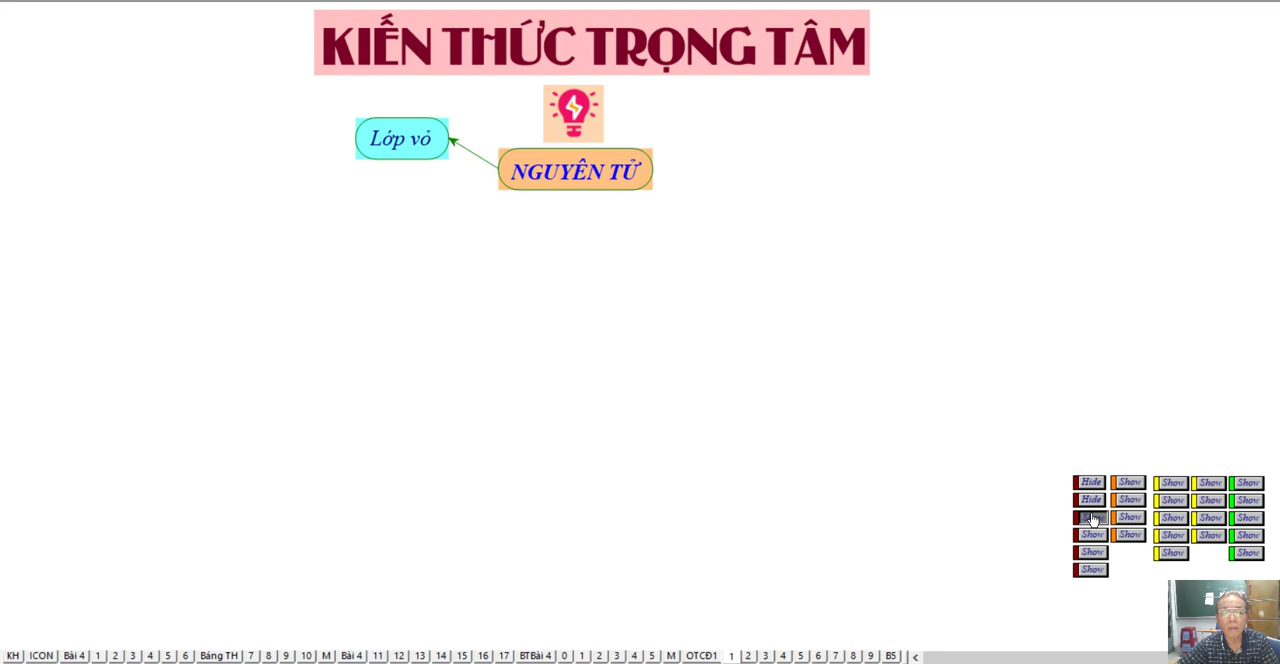 KIẾN THỨC TRỌNG TÂM
Lớp vỏ
NGUYÊN TỬ
Hide Show Show Show Show
Hide Show Show Show Show
Show Show Show Show
Show Show Show Show Show
Show Show Show
Show
KH ICON Bài 4 1 2 3 4 5 6 Bảng TH 7 8 9 10 M Bài 4 11 12 13 14 15 16 17 BTBài 4 0 1 2 3 4 5 M OTCĐ1 1 2 3 4 5 6 7 8 9 B5